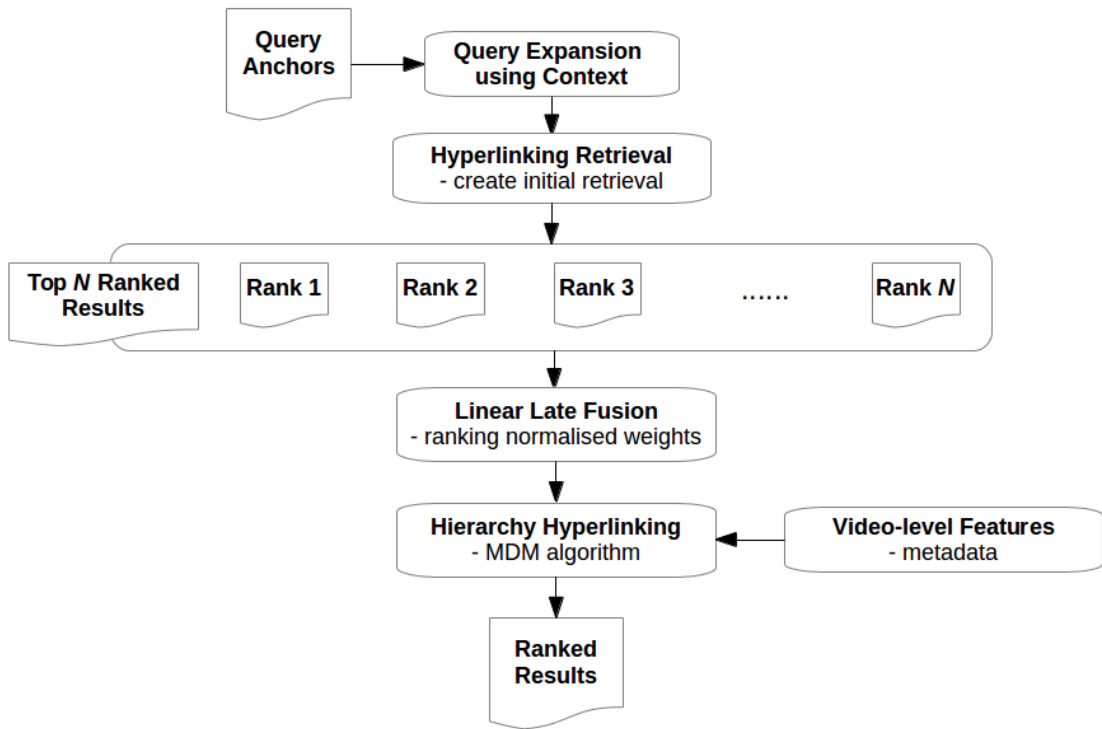 Query
Anchors
Query Expansion
using Context
Hyperlinking Retrieval
- create initial retrieval
Top N Ranked
Results
Rank 1
Rank 2
Rank 3
......
Rank N
Linear Late Fusion
- ranking normalised weights
Hierarchy Hyperlinking
- MDM algorithm
Video-level Features
- metadada
Ranked
Results